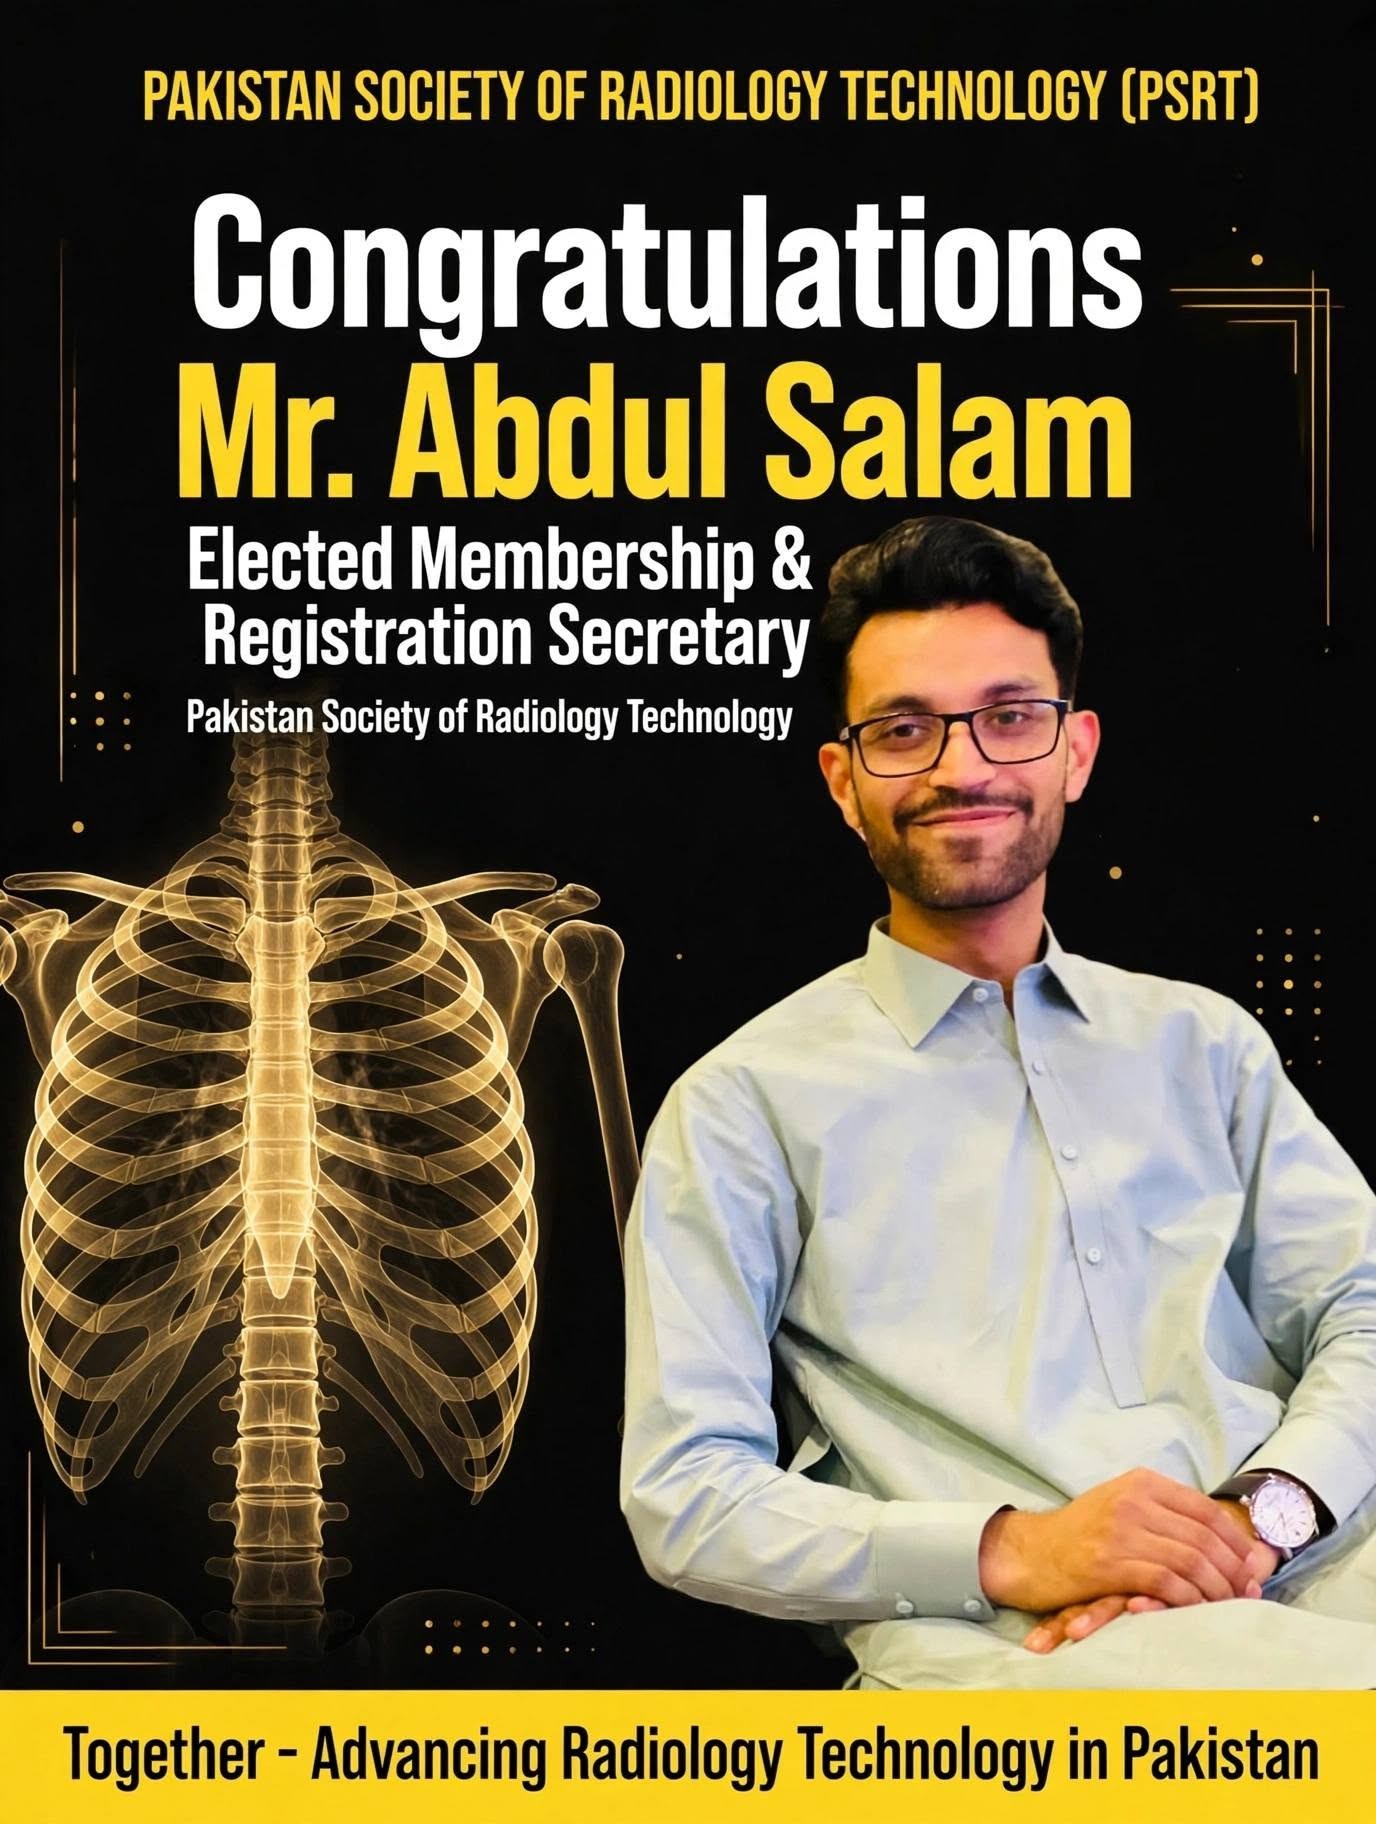 PAKISTAN SOCIETY OF RADIOLOGY TECHNOLOGY (PSRT)
Congratulations
Mr. Abdul Salam
Elected Membership &
Registration Secretary
Pakistan Society of Radiology Technology
Together - Advancing Radiology Technology in Pakistan